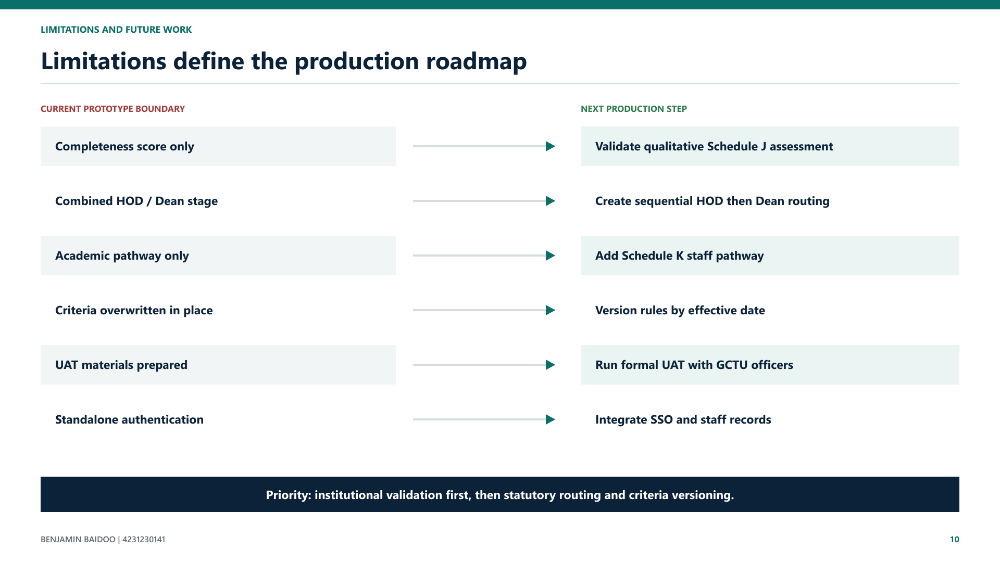 LIMITATIONS AND FUTURE WORK
Limitations define the production roadmap
CURRENT PROTOTYPE BOUNDARY
NEXT PRODUCTION STEP
Completeness score only
Validate qualitative Schedule J assessment
Combined HOD / Dean stage
Create sequential HOD then Dean routing
Academic pathway only
Add Schedule K staff pathway
Criteria overwritten in place
Version rules by effective date
UAT materials prepared
Run formal UAT with GCTU officers
Standalone authentication
Integrate SSO and staff records
Priority: institutional validation first, then statutory routing and criteria versioning.
BENJAMIN BAIDOO | 4231230141
10